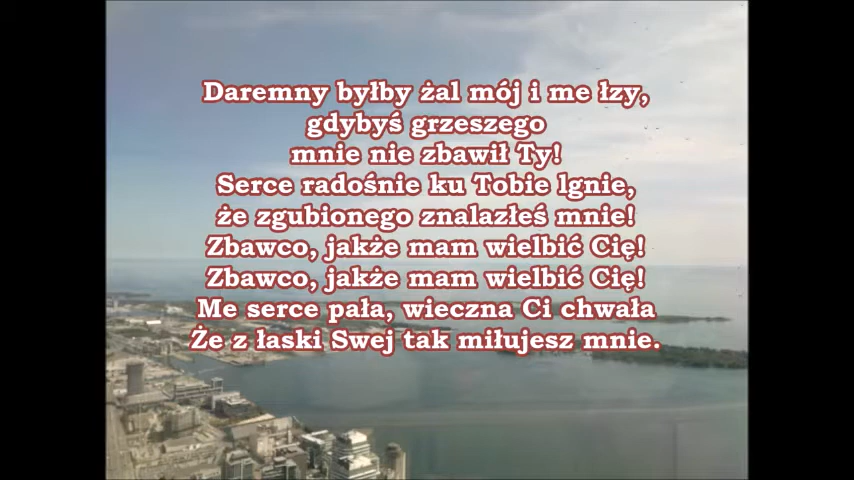 Daremny byłby żal mój i me łzy,
gdybyś grzeszego
mnie nie zbawił Ty!
Serce radośnie ku Tobie lgnie,
że zgubionego znalazłeś mnie!
Zbawco, jakże mam wielbić Cię!
Zbawco, jakże mam wielbić Cię!
Me serce pała, wieczna Ci chwała
Że z łaski Swej tak miłujesz mnie.